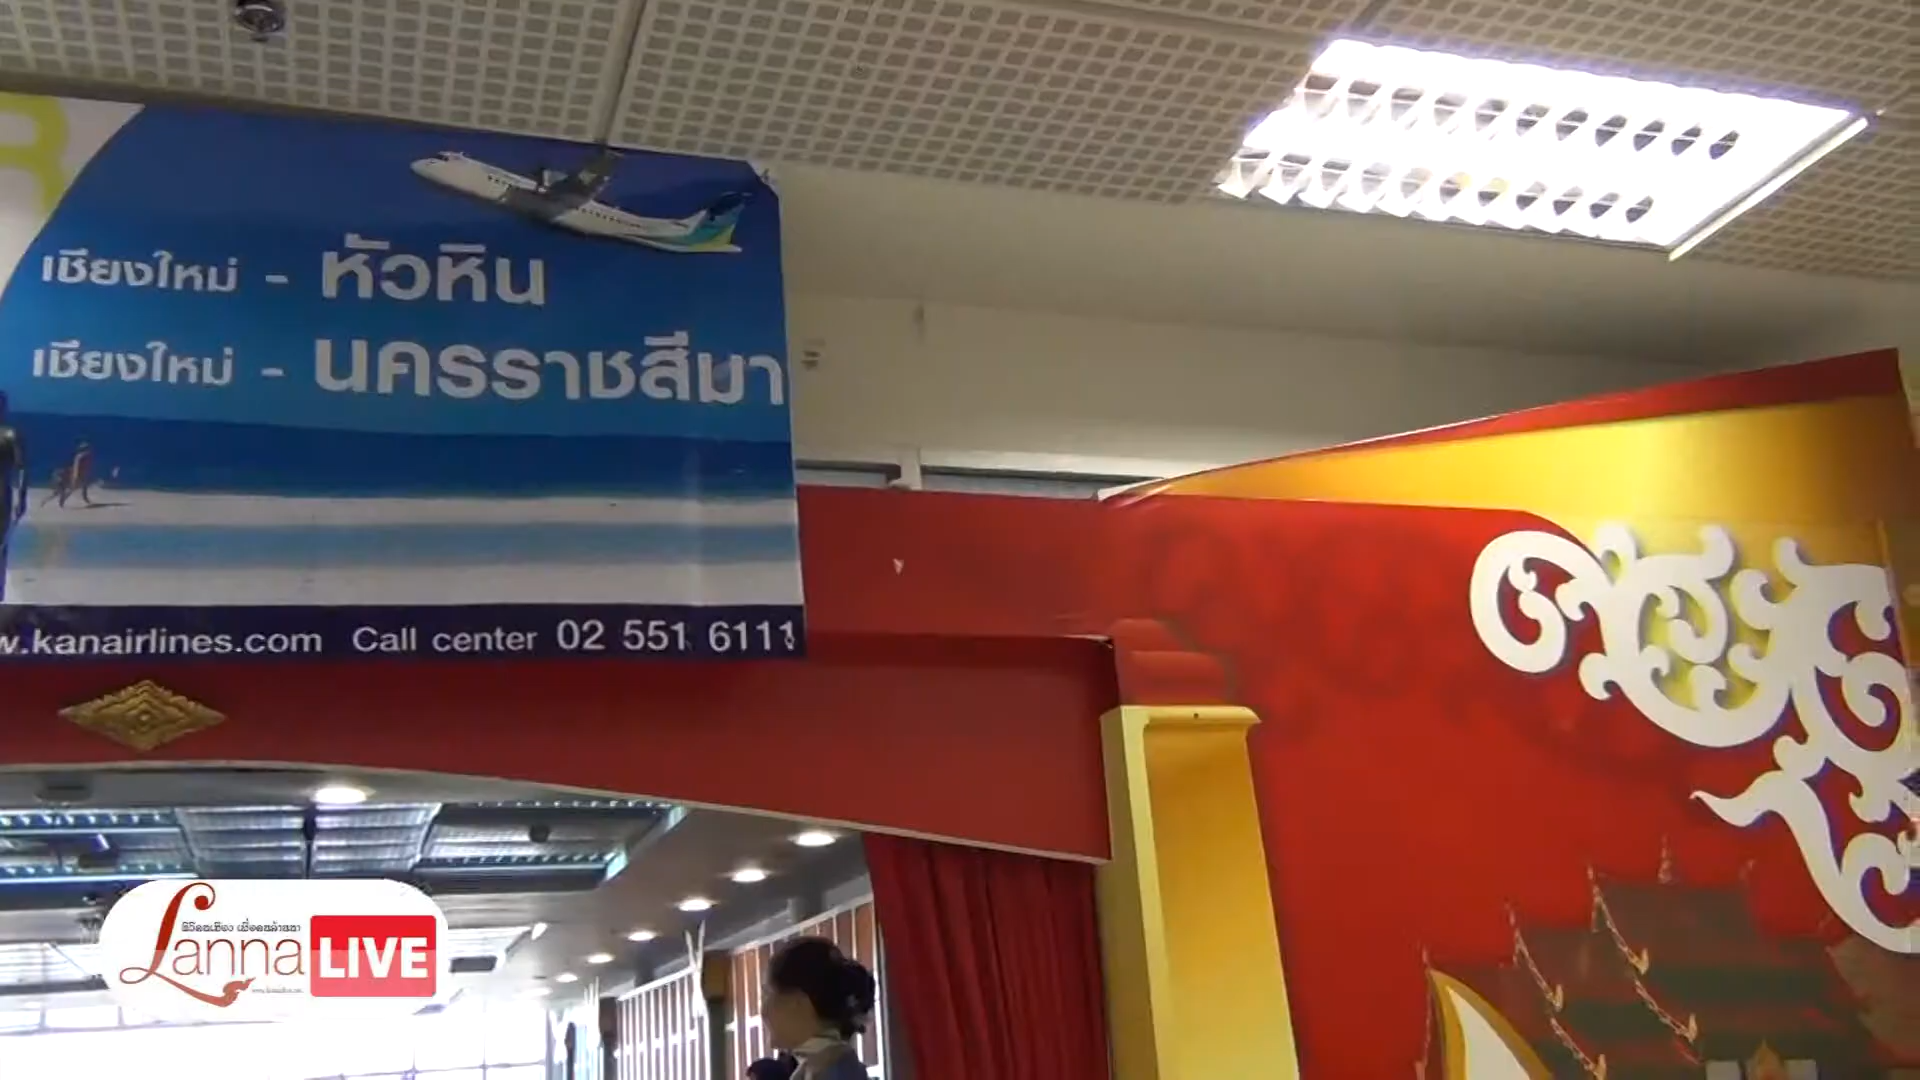 เชียงใหม่ - หัวหิน
เชียงใหม่ - นครราชสีมา
w.kanairlines.com Call center 02 551 6111
Lanna LIVE